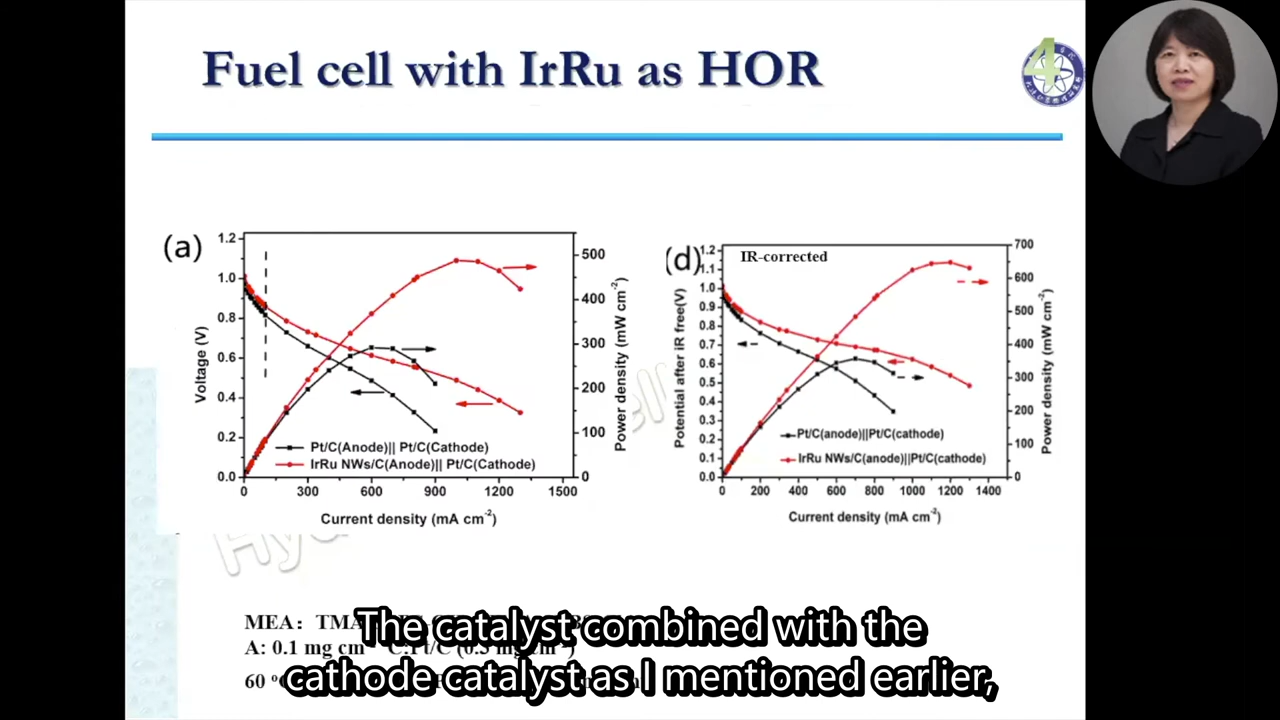 Fuel cell with IrRu as HOR
4
(a)
1.2
1.0
0.8
0.6
0.4
0.2
0.0
Voltage (V)
500
400
300
200
100
0
Power density (mW cm⁻²)
Pt/C(Anode)|| Pt/C(Cathode)
IrRu NWs/C(Anode)|| Pt/C(Cathode)
0 300 600 900 1200 1500
Current density (mA cm⁻²)
(d)
IR-corrected
1.2
1.1
1.0
0.9
0.8
0.7
0.6
0.5
0.4
0.3
0.2
0.1
0.0
Potential after iR free(V)
700
600
500
400
300
200
100
0
Power density (mW cm⁻²)
Pt/C(anode)||Pt/C(cathode)
IrRu NWs/C(anode)||Pt/C(cathode)
0 200 400 600 800 1000 1200 1400
Current density (mA cm⁻²)
MEA: 
A: 0.1 mg cm
60 °
The catalyst combined with the
cathode catalyst as I mentioned earlier,